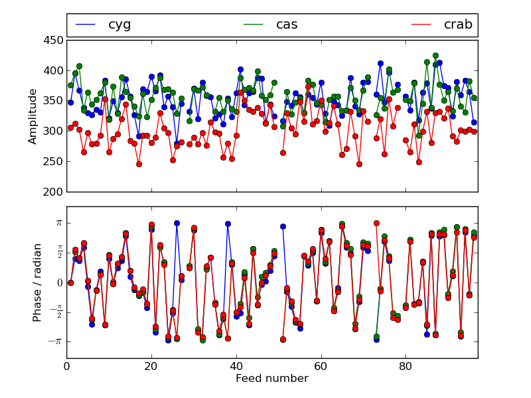 cyg cas crab
450
400
350
300
250
200
Amplitude
π
π/2
0
−π/2
−π
Phase / radian
0 20 40 60 80
Feed number